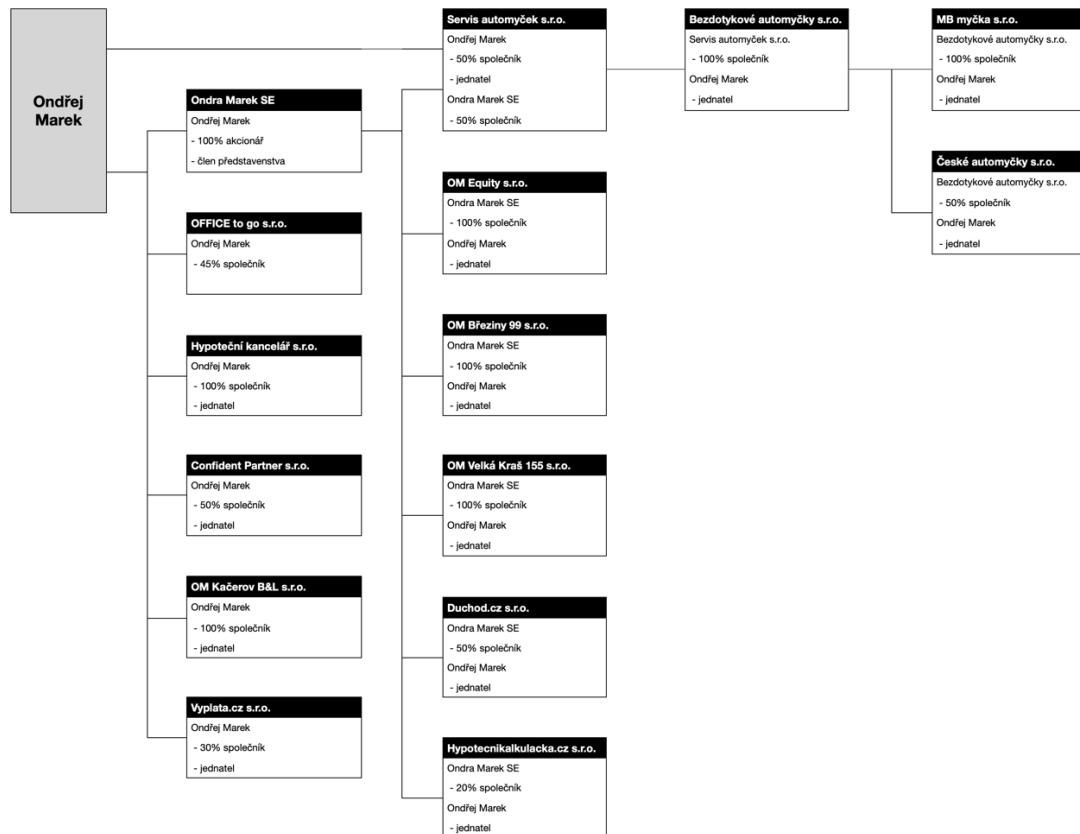 Ondřej
Marek
Ondra Marek SE
Ondřej Marek
- 100% akcionář
- člen představenstva
OFFICE to go s.r.o.
Ondřej Marek
- 45% společník
Hypoteční kancelář s.r.o.
Ondřej Marek
- 100% společník
- jednatel
Confident Partner s.r.o.
Ondřej Marek
- 50% společník
- jednatel
OM Kačerov B&L s.r.o.
Ondřej Marek
- 100% společník
- jednatel
Vyplata.cz s.r.o.
Ondřej Marek
- 30% společník
- jednatel
Servis automyček s.r.o.
Ondřej Marek
- 50% společník
- jednatel
Ondra Marek SE
- 50% společník
OM Equity s.r.o.
Ondra Marek SE
- 100% společník
Ondřej Marek
- jednatel
OM Březiny 99 s.r.o.
Ondra Marek SE
- 100% společník
Ondřej Marek
- jednatel
OM Velká Kraš 155 s.r.o.
Ondra Marek SE
- 100% společník
Ondřej Marek
- jednatel
Duchod.cz s.r.o.
Ondra Marek SE
- 50% společník
Ondřej Marek
- jednatel
Hypotecnikalkulacka.cz s.r.o.
Ondra Marek SE
- 20% společník
Ondřej Marek
- jednatel
Bezdotykové automyčky s.r.o.
Servis automyček s.r.o.
- 100% společník
Ondřej Marek
- jednatel
MB myčka s.r.o.
Bezdotykové automyčky s.r.o.
- 100% společník
Ondřej Marek
- jednatel
České automyčky s.r.o.
Bezdotykové automyčky s.r.o.
- 50% společník
Ondřej Marek
- jednatel